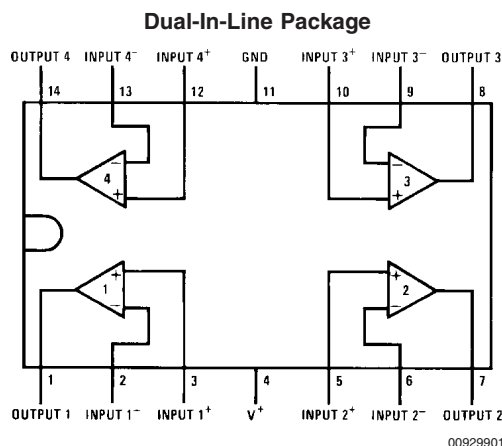 Dual-In-Line Package
OUTPUT 4 INPUT 4⁻ INPUT 4⁺ GND INPUT 3⁺ INPUT 3⁻ OUTPUT 3
14 13 12 11 10 9 8
− −
4 3
+ +
+ +
1 2
− −
1 2 3 4 5 6 7
OUTPUT 1 INPUT 1⁻ INPUT 1⁺ V⁺ INPUT 2⁺ INPUT 2⁻ OUTPUT 2
00929901